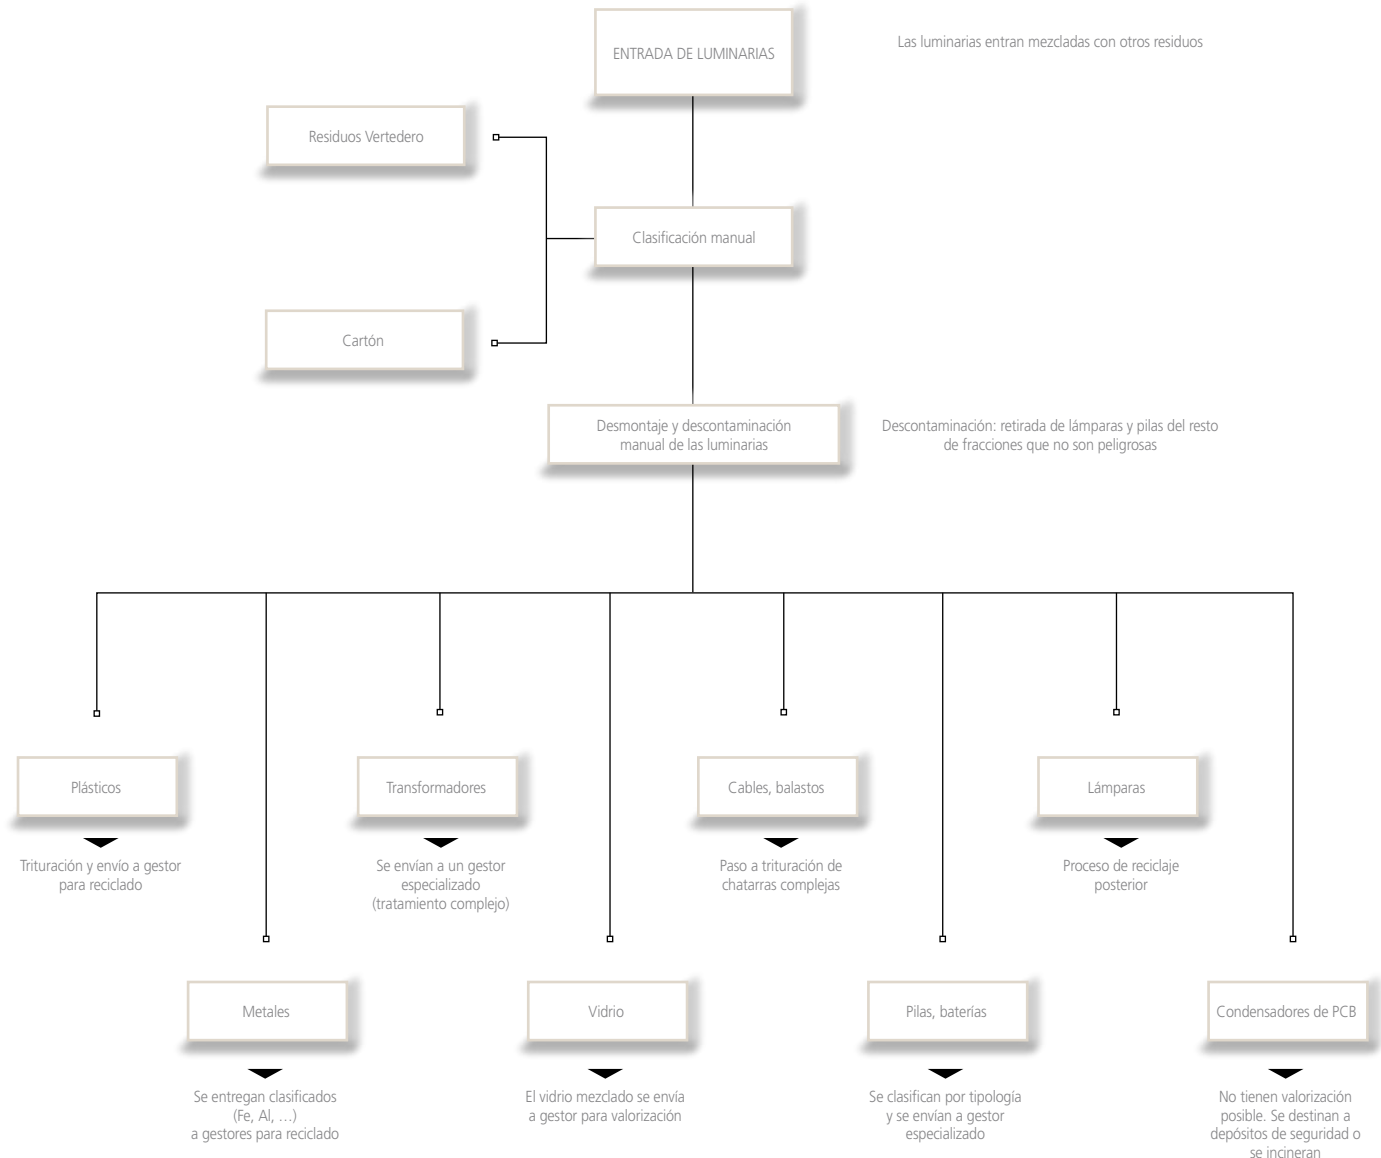 ENTRADA DE LUMINARIAS
Las luminarias entran mezcladas con otros residuos
Residuos Vertedero
Clasificación manual
Cartón
Desmontaje y descontaminación
manual de las luminarias
Descontaminación: retirada de lámparas y pilas del resto
de fracciones que no son peligrosas
Plásticos
Trituración y envío a gestor
para reciclado
Transformadores
Se envían a un gestor
especializado
(tratamiento complejo)
Cables, balastos
Paso a trituración de
chatarras complejas
Lámparas
Proceso de reciclaje
posterior
Metales
Se entregan clasificados
(Fe, Al, …)
a gestores para reciclado
Vidrio
El vidrio mezclado se envía
a gestor para valorización
Pilas, baterías
Se clasifican por tipología
y se envían a gestor
especializado
Condensadores de PCB
No tienen valorización
posible. Se destinan a
depósitos de seguridad o
se incineran